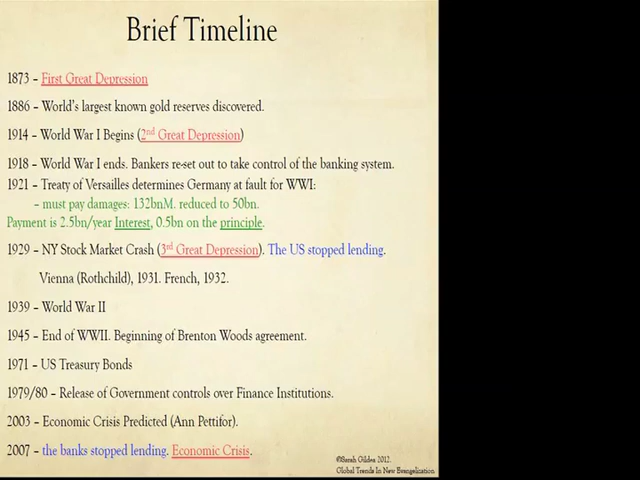 Brief Timeline
1873 – First Great Depression
1886 – World's largest known gold reserves discovered.
1914 – World War I Begins (2nd Great Depression)
1918 – World War I ends. Bankers re-set out to take control of the banking system.
1921 – Treaty of Versailles determines Germany at fault for WWI:
– must pay damages: 132bnM. reduced to 50bn.
Payment is 2.5bn/year Interest, 0.5bn on the principle.
1929 – NY Stock Market Crash (3rd Great Depression). The US stopped lending.
Vienna (Rothchild), 1931. French, 1932.
1939 – World War II
1945 – End of WWII. Beginning of Brenton Woods agreement.
1971 – US Treasury Bonds
1979/80 – Release of Government controls over Finance Institutions.
2003 – Economic Crisis Predicted (Ann Pettifor).
2007 – the banks stopped lending. Economic Crisis.
©Sarah Gildea 2012.
Global Trends In New Evangelization